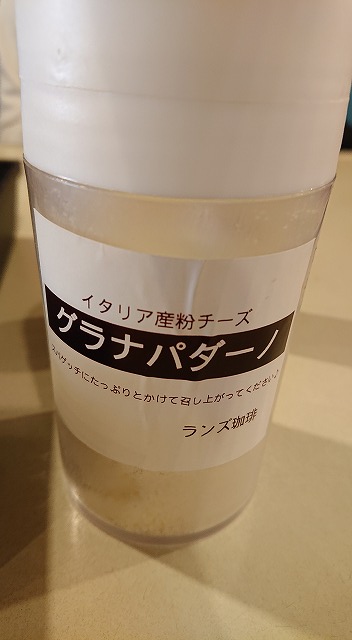 イタリア産粉チーズ
グラナパダーノ
スパゲッチにたっぷりとかけて召し上がってください♪
ランズ珈琲